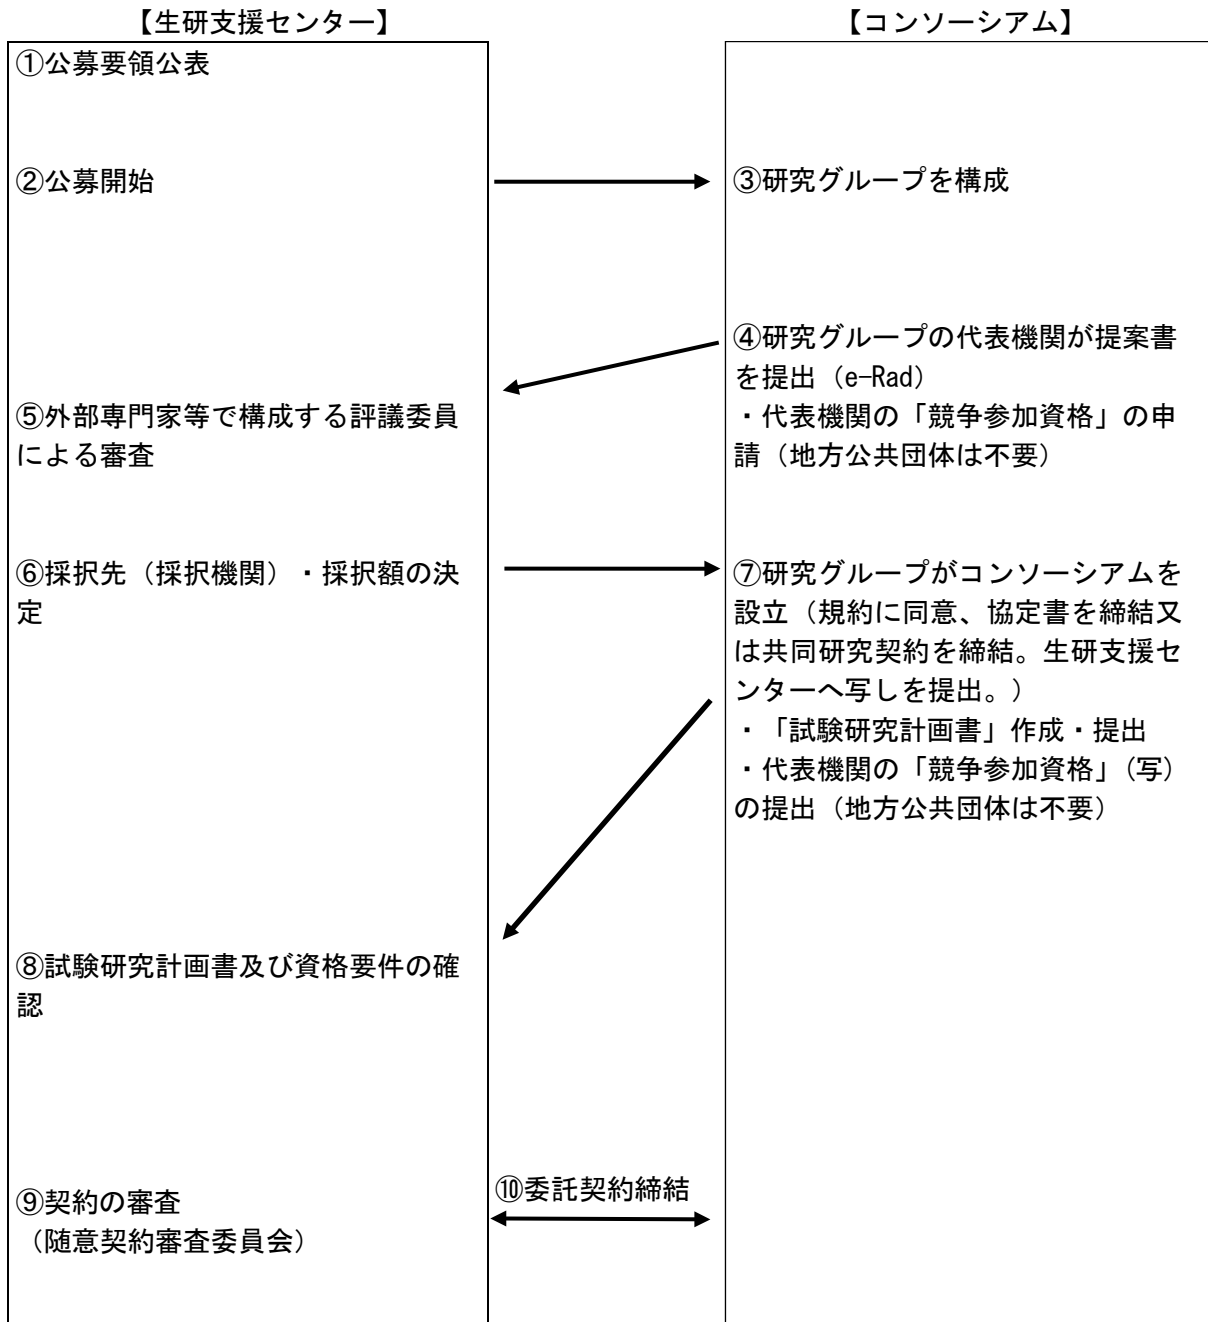 【生研支援センター】
【コンソーシアム】
①公募要領公表
②公募開始
③研究グループを構成
④研究グループの代表機関が提案書
を提出（e-Rad）
・代表機関の「競争参加資格」の申
請（地方公共団体は不要）
⑤外部専門家等で構成する評議委員
による審査
⑥採択先（採択機関）・採択額の決
定
⑦研究グループがコンソーシアムを
設立（規約に同意、協定書を締結又
は共同研究契約を締結。生研支援セ
ンターへ写しを提出。）
・「試験研究計画書」作成・提出
・代表機関の「競争参加資格」（写）
の提出（地方公共団体は不要）
⑧試験研究計画書及び資格要件の確
認
⑨契約の審査
（随意契約審査委員会）
⑩委託契約締結